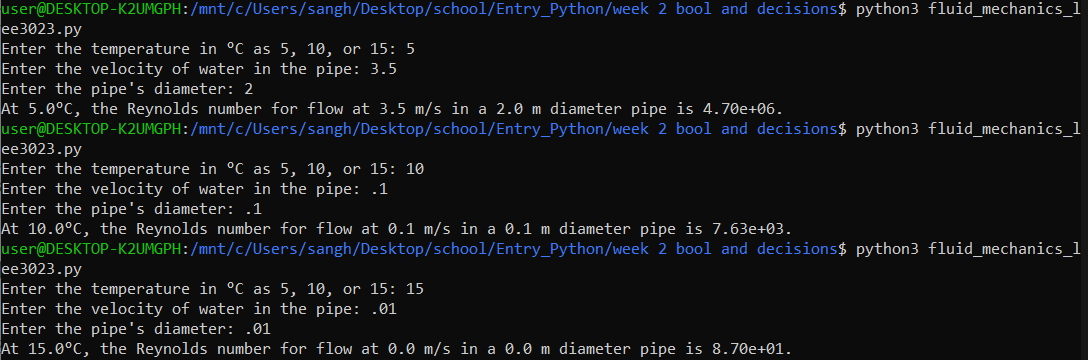 user@DESKTOP-K2UMGPH:/mnt/c/Users/sangh/Desktop/school/Entry_Python/week 2 bool and decisions$ python3 fluid_mechanics_l
ee3023.py
Enter the temperature in °C as 5, 10, or 15: 5
Enter the velocity of water in the pipe: 3.5
Enter the pipe's diameter: 2
At 5.0°C, the Reynolds number for flow at 3.5 m/s in a 2.0 m diameter pipe is 4.70e+06.
user@DESKTOP-K2UMGPH:/mnt/c/Users/sangh/Desktop/school/Entry_Python/week 2 bool and decisions$ python3 fluid_mechanics_l
ee3023.py
Enter the temperature in °C as 5, 10, or 15: 10
Enter the velocity of water in the pipe: .1
Enter the pipe's diameter: .1
At 10.0°C, the Reynolds number for flow at 0.1 m/s in a 0.1 m diameter pipe is 7.63e+03.
user@DESKTOP-K2UMGPH:/mnt/c/Users/sangh/Desktop/school/Entry_Python/week 2 bool and decisions$ python3 fluid_mechanics_l
ee3023.py
Enter the temperature in °C as 5, 10, or 15: 15
Enter the velocity of water in the pipe: .01
Enter the pipe's diameter: .01
At 15.0°C, the Reynolds number for flow at 0.0 m/s in a 0.0 m diameter pipe is 8.70e+01.